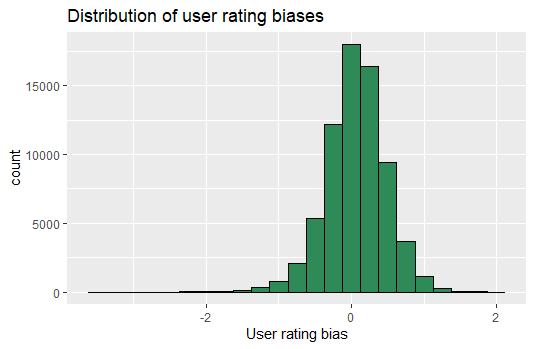 Distribution of user rating biases
15000
10000
5000
0
count
-2
0
2
User rating bias